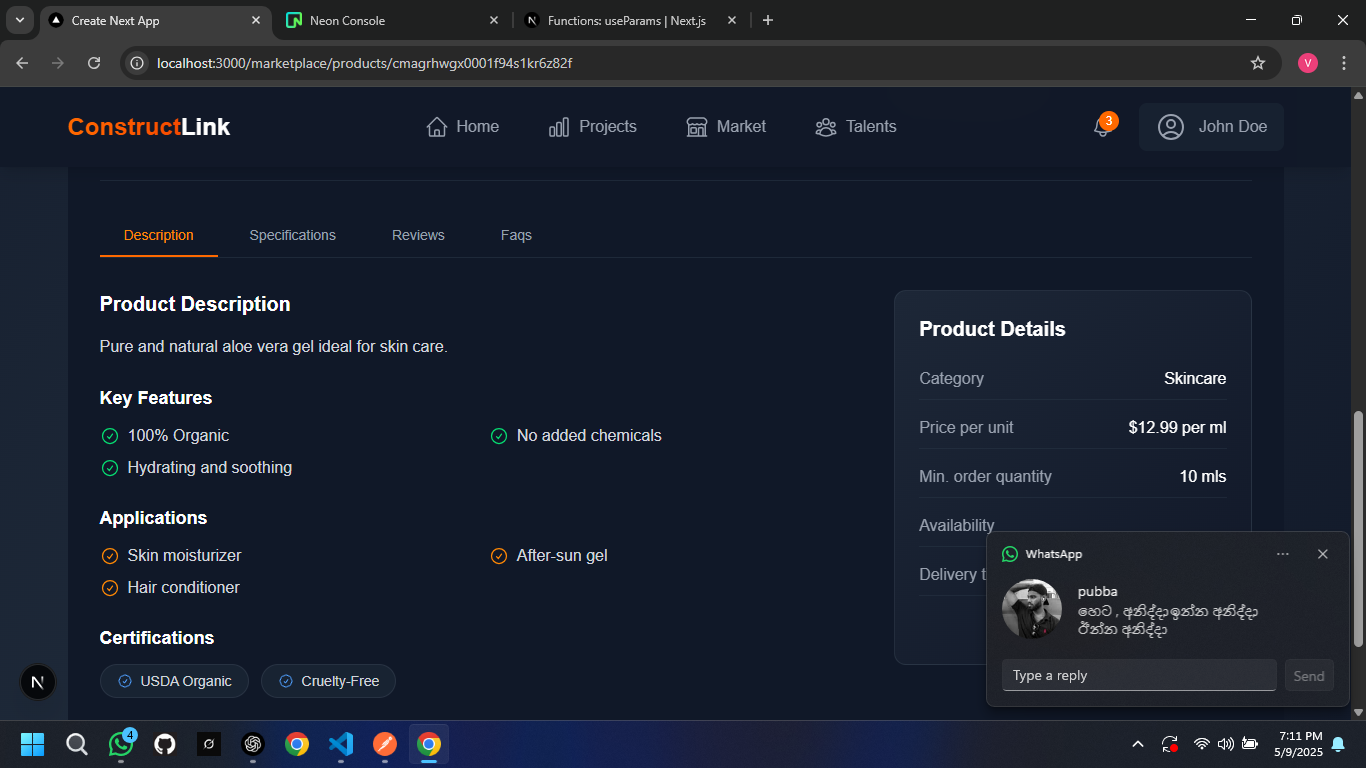 Create Next App
Neon Console
Functions: useParams | Next.js
localhost:3000/marketplace/products/cmagrhwgx0001f94s1kr6z82f
V
ConstructLink
Home
Projects
Market
Talents
3
John Doe
Description
Specifications
Reviews
Faqs
Product Description
Pure and natural aloe vera gel ideal for skin care.
Key Features
100% Organic
No added chemicals
Hydrating and soothing
Applications
Skin moisturizer
After-sun gel
Hair conditioner
Certifications
USDA Organic
Cruelty-Free
Product Details
Category
Skincare
Price per unit
$12.99 per ml
Min. order quantity
10 mls
Availability
Delivery t
WhatsApp
pubba
හෙට , අනිද්දාඉන්න අනිද්දා
ඊන්න අනිද්දා
Type a reply
Send
N
4
7:11 PM
5/9/2025